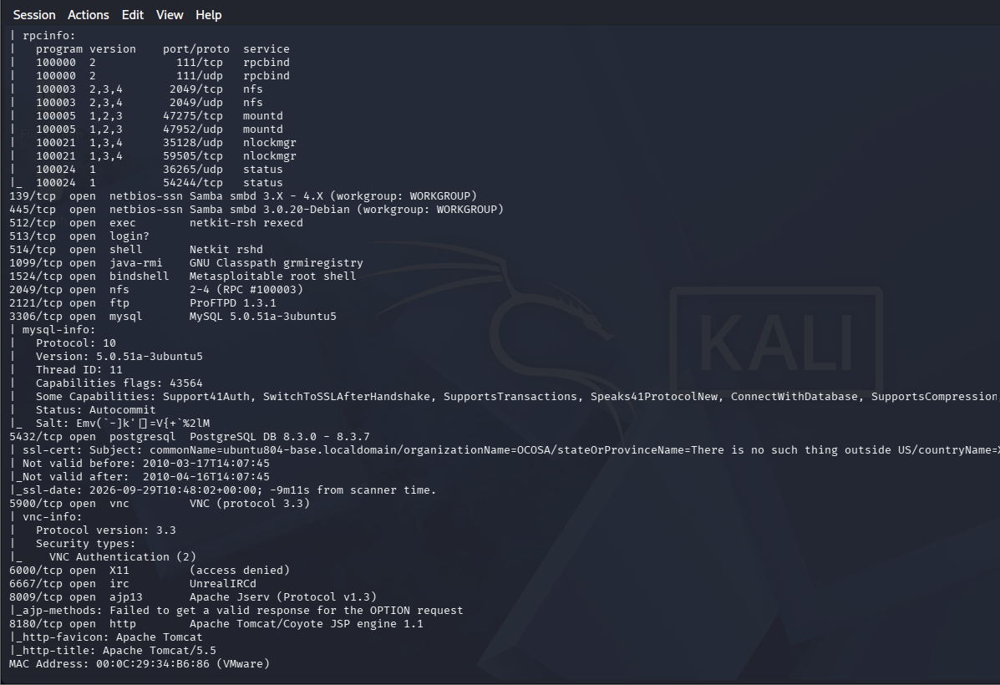 Session Actions Edit View Help
| rpcinfo:
|   program version    port/proto  service
|   100000  2            111/tcp   rpcbind
|   100000  2            111/udp   rpcbind
|   100003  2,3,4       2049/tcp   nfs
|   100003  2,3,4       2049/udp   nfs
|   100005  1,2,3      47275/tcp   mountd
|   100005  1,2,3      47952/udp   mountd
|   100021  1,3,4      35128/udp   nlockmgr
|   100021  1,3,4      59505/tcp   nlockmgr
|   100024  1          36265/udp   status
|_  100024  1          54244/tcp   status
139/tcp  open  netbios-ssn Samba smbd 3.X - 4.X (workgroup: WORKGROUP)
445/tcp  open  netbios-ssn Samba smbd 3.0.20-Debian (workgroup: WORKGROUP)
512/tcp  open  exec        netkit-rsh rexecd
513/tcp  open  login?
514/tcp  open  shell       Netkit rshd
1099/tcp open  java-rmi    GNU Classpath grmiregistry
1524/tcp open  bindshell   Metasploitable root shell
2049/tcp open  nfs         2-4 (RPC #100003)
2121/tcp open  ftp         ProFTPD 1.3.1
3306/tcp open  mysql       MySQL 5.0.51a-3ubuntu5
| mysql-info:
|   Protocol: 10
|   Version: 5.0.51a-3ubuntu5
|   Thread ID: 11
|   Capabilities flags: 43564
|   Some Capabilities: Support41Auth, SwitchToSSLAfterHandshake, SupportsTransactions, Speaks41ProtocolNew, ConnectWithDatabase, SupportsCompression
|   Status: Autocommit
|_  Salt: Emv(`-]k'|]=V{+`%2lM
5432/tcp open  postgresql  PostgreSQL DB 8.3.0 - 8.3.7
| ssl-cert: Subject: commonName=ubuntu804-base.localdomain/organizationName=OCOSA/stateOrProvinceName=There is no such thing outside US/countryName=X
| Not valid before: 2010-03-17T14:07:45
|_Not valid after:  2010-04-16T14:07:45
|_ssl-date: 2026-09-29T10:48:02+00:00; -9m11s from scanner time.
5900/tcp open  vnc         VNC (protocol 3.3)
| vnc-info:
|   Protocol version: 3.3
|   Security types:
|_    VNC Authentication (2)
6000/tcp open  X11         (access denied)
6667/tcp open  irc         UnrealIRCd
8009/tcp open  ajp13       Apache Jserv (Protocol v1.3)
|_ajp-methods: Failed to get a valid response for the OPTION request
8180/tcp open  http        Apache Tomcat/Coyote JSP engine 1.1
|_http-favicon: Apache Tomcat
|_http-title: Apache Tomcat/5.5
MAC Address: 00:0C:29:34:B6:86 (VMware)
KALI